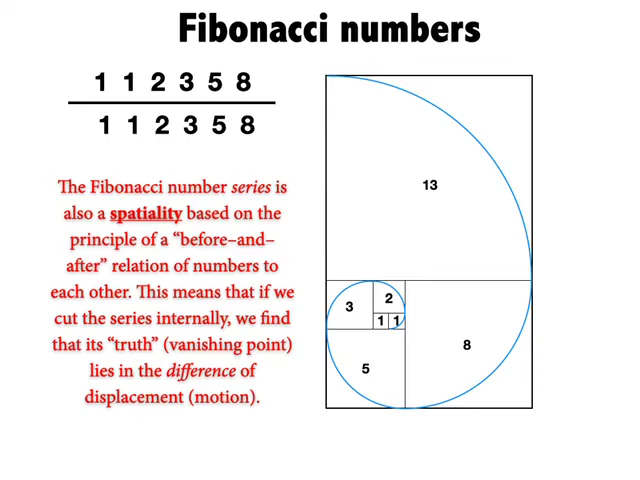 Fibonacci numbers
1 1 2 3 5 8
1 1 2 3 5 8
The Fibonacci number series is
also a spatiality based on the
principle of a “before–and–
after” relation of numbers to
each other. This means that if we
cut the series internally, we find
that its “truth” (vanishing point)
lies in the difference of
displacement (motion).
13
3
2
1 1
8
5